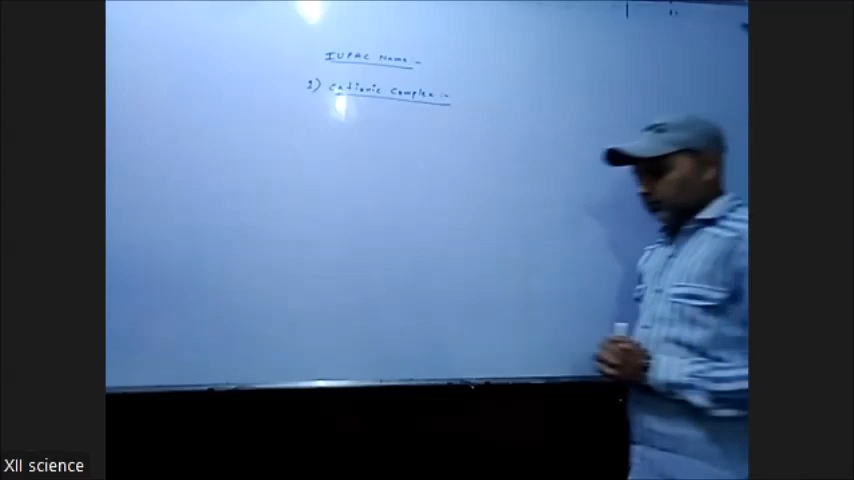 IUPAC Name :-
1) Cationic Complex :-
XII science